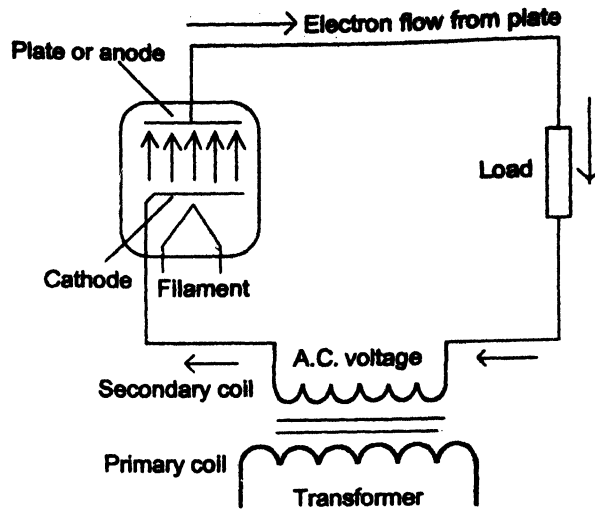 Electron flow from plate
Plate or anode
Load
Cathode
Filament
A.C. voltage
Secondary coil
Primary coil
Transformer